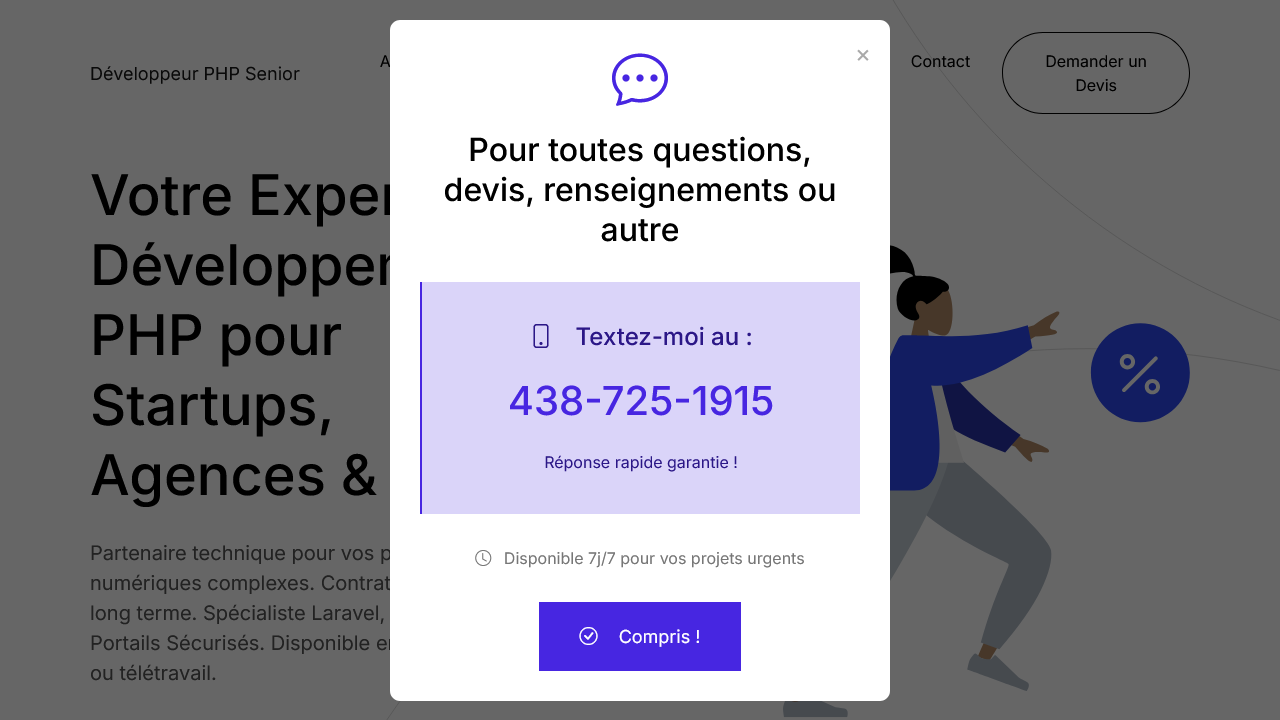 Développeur PHP Senior
Contact
Demander un
Devis
Votre
Développe
PHP pour
Startups,
Agences &
Partenaire technique pour vos
numériques complexes.
long terme. Spécialiste Laravel,
Portails Sécurisés. Disponible
ou télétravail.
×
Pour toutes questions,
devis, renseignements ou
autre
Textez-moi au :
438-725-1915
Réponse rapide garantie !
Disponible 7j/7 pour vos projets urgents
Compris !
%